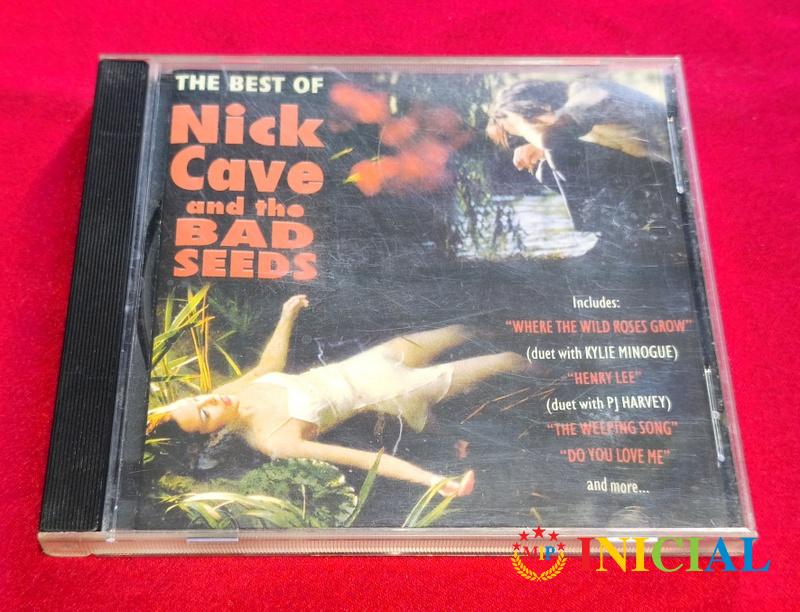 THE BEST OF
Nick
Cave
and the
BAD
SEEDS
Includes:
"WHERE THE WILD ROSES GROW"
(duet with KYLIE MINOGUE)
"HENRY LEE"
(duet with PJ HARVEY)
"THE WEEPING SONG"
"DO YOU LOVE ME"
and more...
MP INICIAL